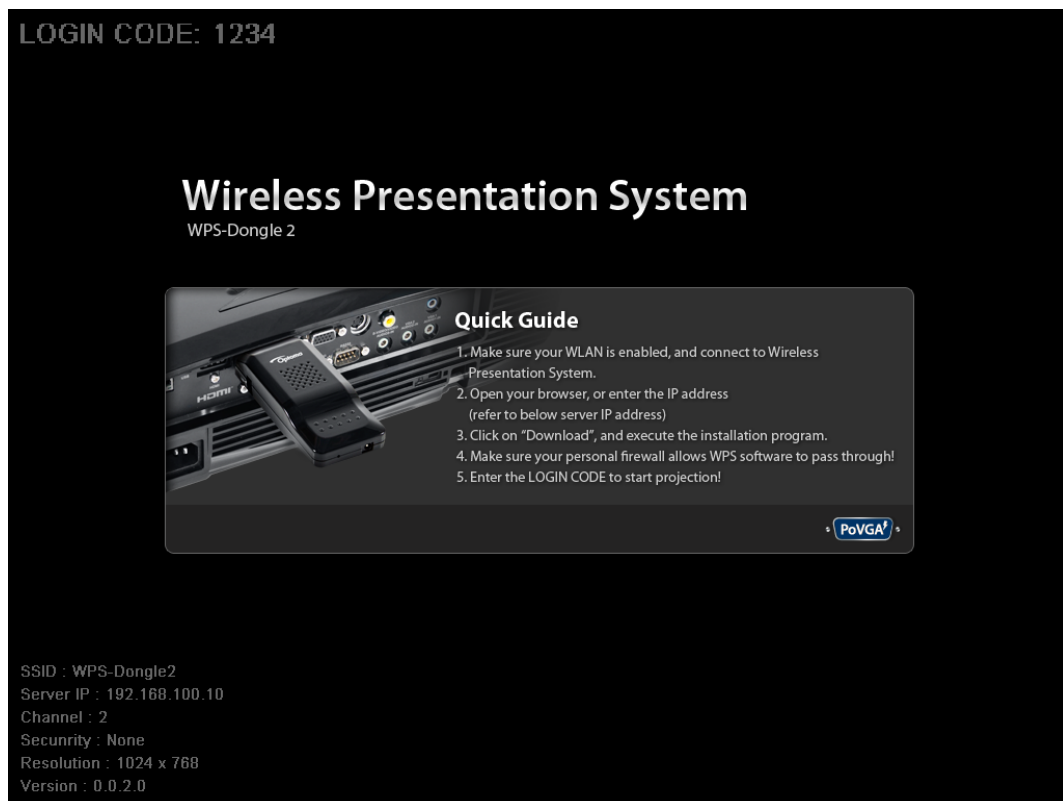 LOGIN CODE: 1234
Wireless Presentation System
WPS-Dongle 2
Optoma
HDMI
Quick Guide
1. Make sure your WLAN is enabled, and connect to Wireless
Presentation System.
2. Open your browser, or enter the IP address
(refer to below server IP address)
3. Click on “Download”, and execute the installation program.
4. Make sure your personal firewall allows WPS software to pass through!
5. Enter the LOGIN CODE to start projection!
PoVGA
SSID : WPS-Dongle2
Server IP : 192.168.100.10
Channel : 2
Secunrity : None
Resolution : 1024 x 768
Version : 0.0.2.0